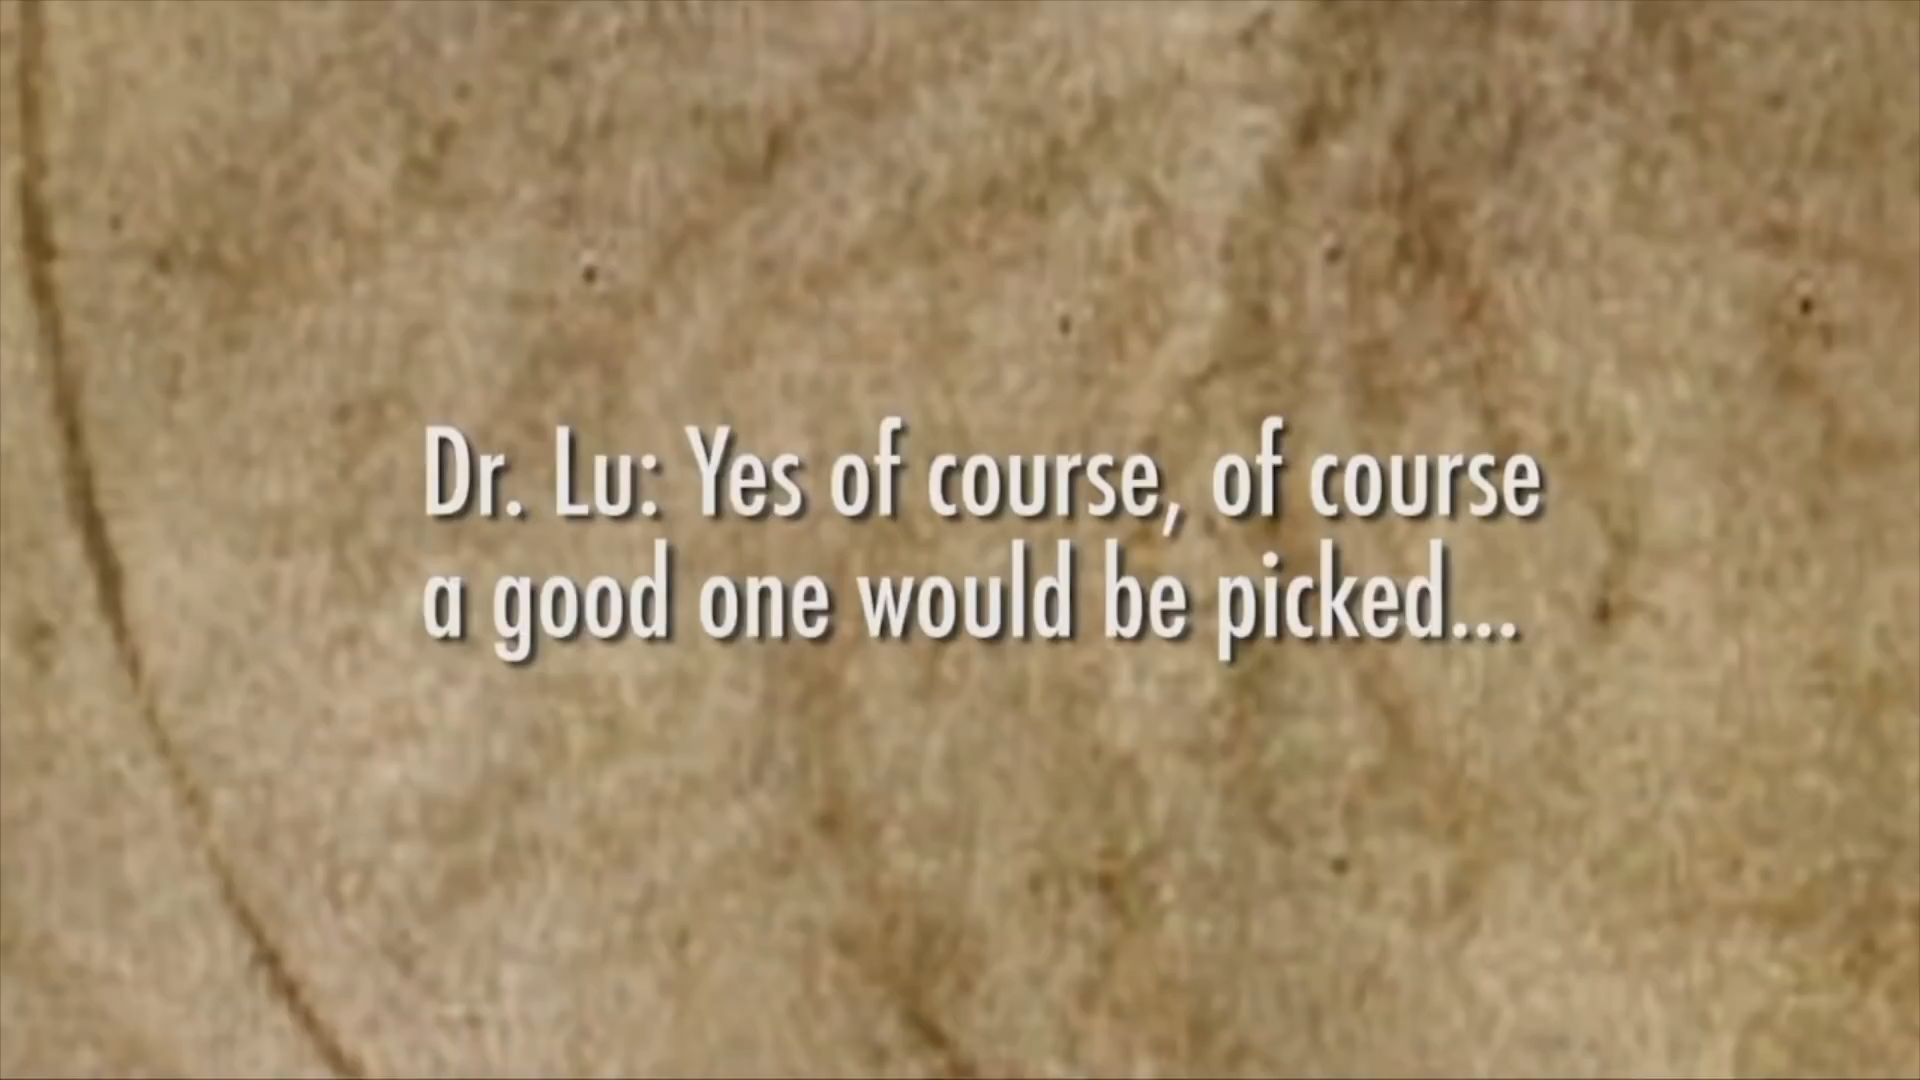 Dr. Lu: Yes of course, of course
a good one would be picked...